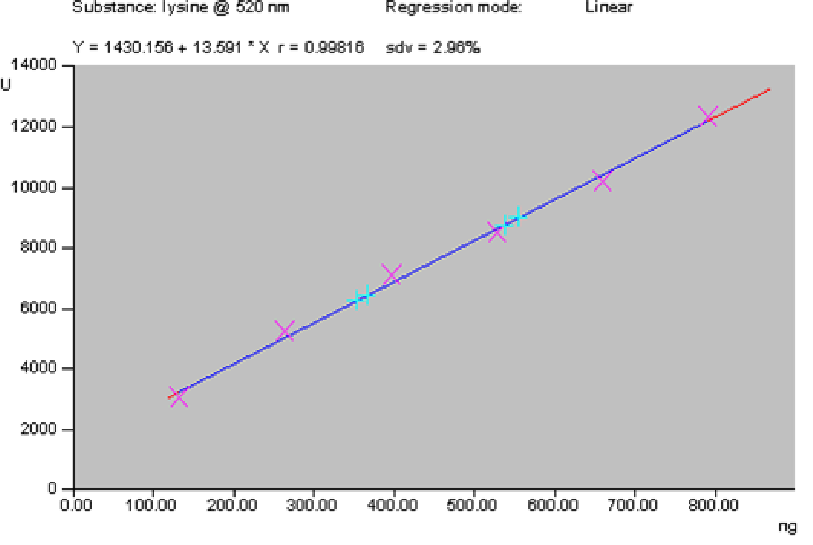 Substance: lysine @ 520 nm Regression mode: Linear
Y = 1430.156 + 13.591 * X r = 0.99816 sdv = 2.96%
14000
U
12000
10000
8000
6000
4000
2000
0
0.00 100.00 200.00 300.00 400.00 500.00 600.00 700.00 800.00
ng